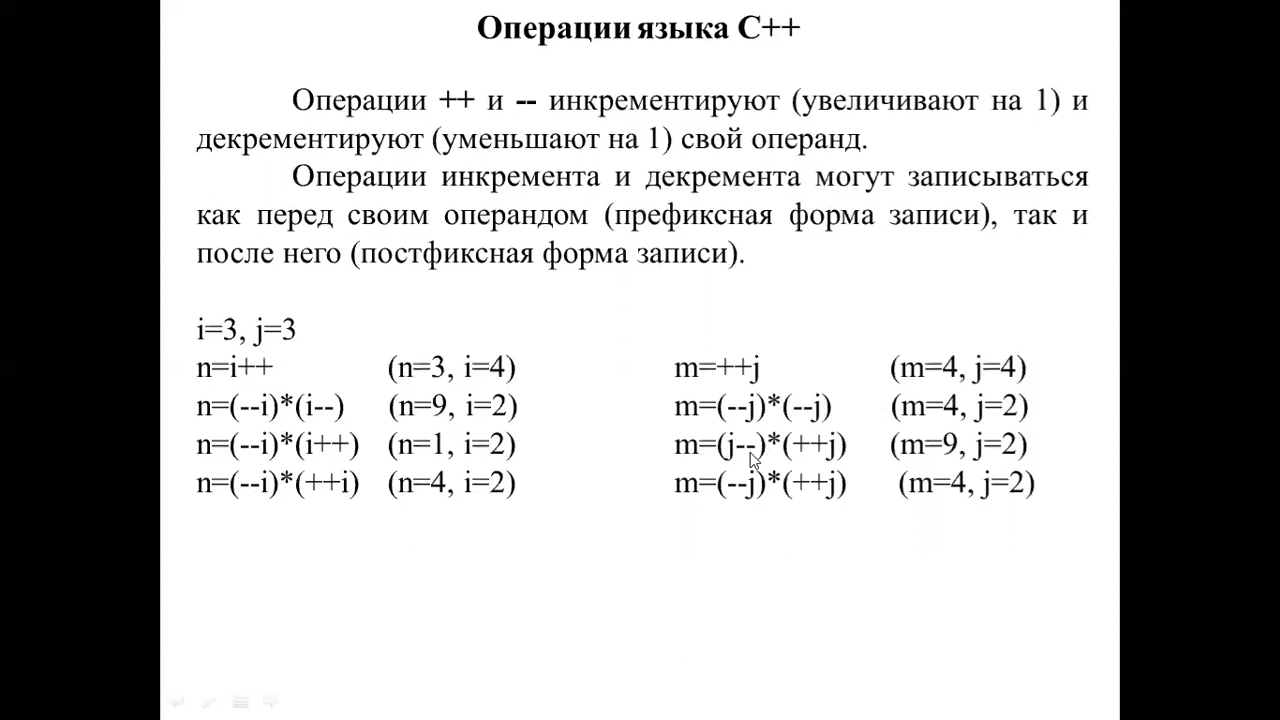 Операции языка C++
Операции ++ и -- инкрементируют (увеличивают на 1) и
декрементируют (уменьшают на 1) свой операнд.
Операции инкремента и декремента могут записываться
как перед своим операндом (префиксная форма записи), так и
после него (постфиксная форма записи).
i=3, j=3
n=i++ (n=3, i=4) m=++j (m=4, j=4)
n=(--i)*(i--) (n=9, i=2) m=(--j)*(--j) (m=4, j=2)
n=(--i)*(i++) (n=1, i=2) m=(j--)*(++j) (m=9, j=2)
n=(--i)*(++i) (n=4, i=2) m=(--j)*(++j) (m=4, j=2)